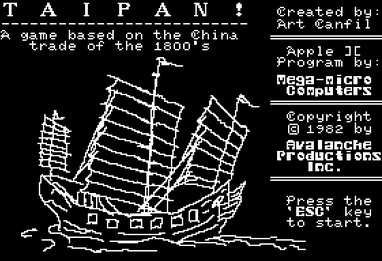 TAIPAN!
A game based on the China
trade of the 1800's
Created by:
Art Canfil
Apple ][
Program by:
Mega-micro
Computers
Copyright
© 1982 by
Avalanche
Productions
Inc.
Press the
'ESC' key
to start.